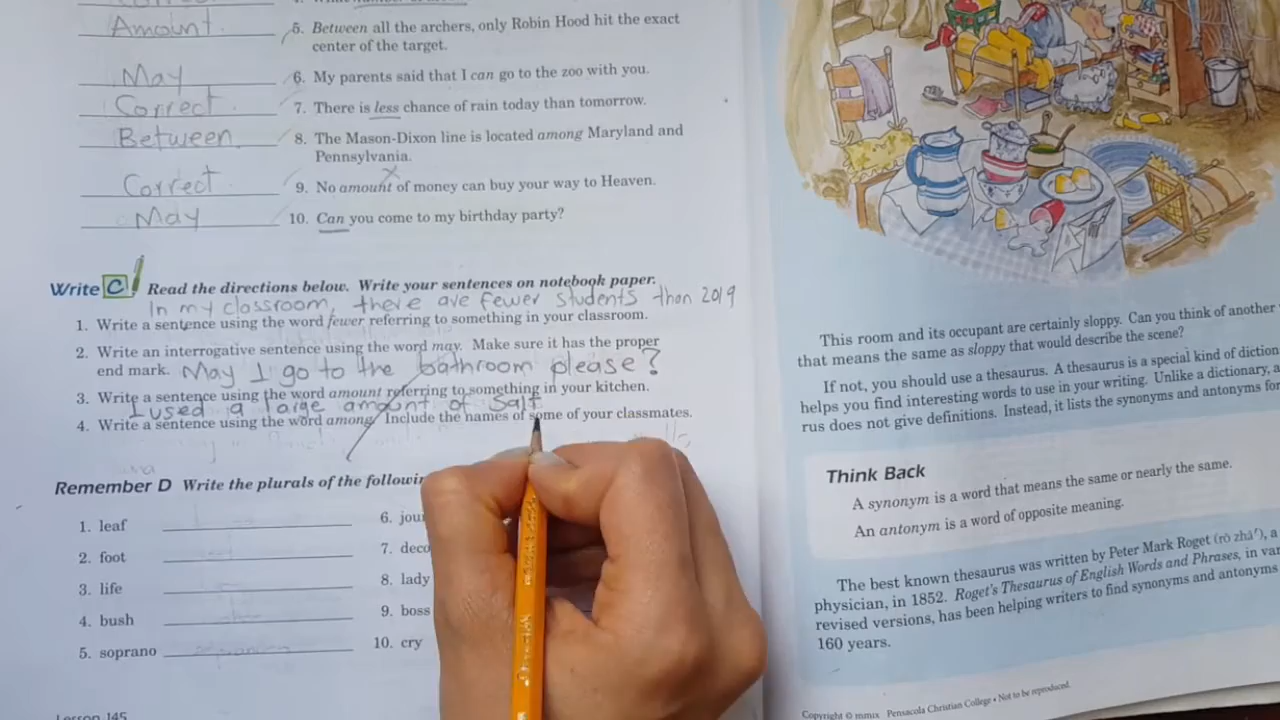 Amount
5. Between all the archers, only Robin Hood hit the exact
center of the target.
May
6. My parents said that I can go to the zoo with you.
Correct
7. There is less chance of rain today than tomorrow.
Between
8. The Mason-Dixon line is located among Maryland and
Pennsylvania.
Correct
9. No amount of money can buy your way to Heaven.
May
10. Can you come to my birthday party?
Write C Read the directions below. Write your sentences on notebook paper.
In my classroom, there are fewer students than 2019
1. Write a sentence using the word fewer referring to something in your classroom.
2. Write an interrogative sentence using the word may. Make sure it has the proper
end mark. May I go to the bathroom please?
3. Write a sentence using the word amount referring to something in your kitchen.
I used a large amount of Salt
4. Write a sentence using the word among. Include the names of some of your classmates.
Remember D Write the plurals of the
1. leaf
2. foot
3. life
4. bush
5. soprano
6.
7.
8. lady
9. boss
10. cry
Lesson 145
This room and its occupant are certainly sloppy. Can you think of another
that means the same as sloppy that would describe the scene?
If not, you should use a thesaurus. A thesaurus is a special kind of diction
helps you find interesting words to use in your writing. Unlike a dictionary, a
rus does not give definitions. Instead, it lists the synonyms and antonyms for
Think Back
A synonym is a word that means the same or nearly the same.
An antonym is a word of opposite meaning.
The best known thesaurus was written by Peter Mark Roget (rō zhā′), a
physician, in 1852. Roget's Thesaurus of English Words and Phrases, in var
revised versions, has been helping writers to find synonyms and antonyms
160 years.
Copyright © mmix Pensacola Christian College • Not to be reproduced.